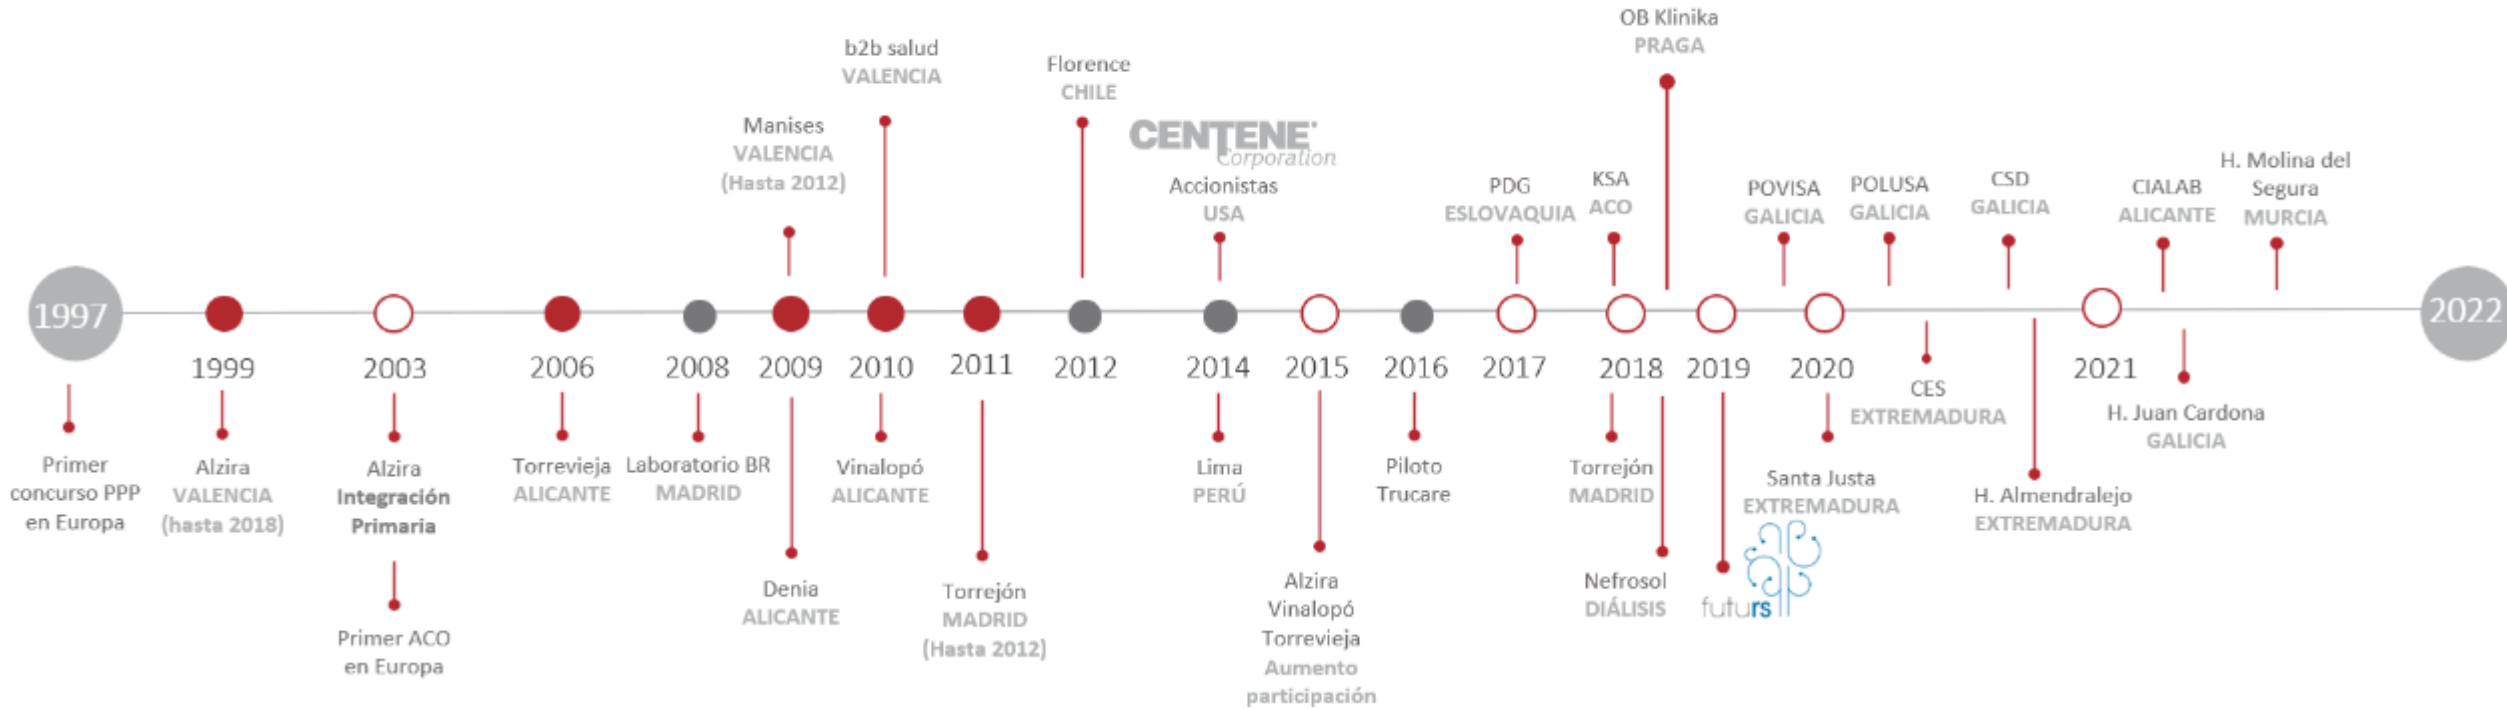 OB Klinika
PRAGA
b2b salud
VALENCIA
Florence
CHILE
Manises
VALENCIA
(Hasta 2012)
CENTENE
Corporation
Accionistas
USA
PDG
ESLOVAQUIA
KSA
ACO
POVISA
GALICIA
POLUSA
GALICIA
CSD
GALICIA
CIALAB
ALICANTE
H. Molina del
Segura
MURCIA
1997
1999
2003
2006
2008
2009
2010
2011
2012
2014
2015
2016
2017
2018
2019
2020
2021
2022
Primer
concurso PPP
en Europa
Alzira
VALENCIA
(hasta 2018)
Alzira
Integración
Primaria
Primer ACO
en Europa
Torrevieja
ALICANTE
Laboratorio BR
MADRID
Denia
ALICANTE
Vinalopó
ALICANTE
Torrejón
MADRID
(Hasta 2012)
Lima
PERÚ
Alzira
Vinalopó
Torrevieja
Aumento
participación
Piloto
Trucare
Torrejón
MADRID
Nefrosol
DIÁLISIS
futurs
Santa Justa
EXTREMADURA
CES
EXTREMADURA
H. Almendralejo
EXTREMADURA
H. Juan Cardona
GALICIA